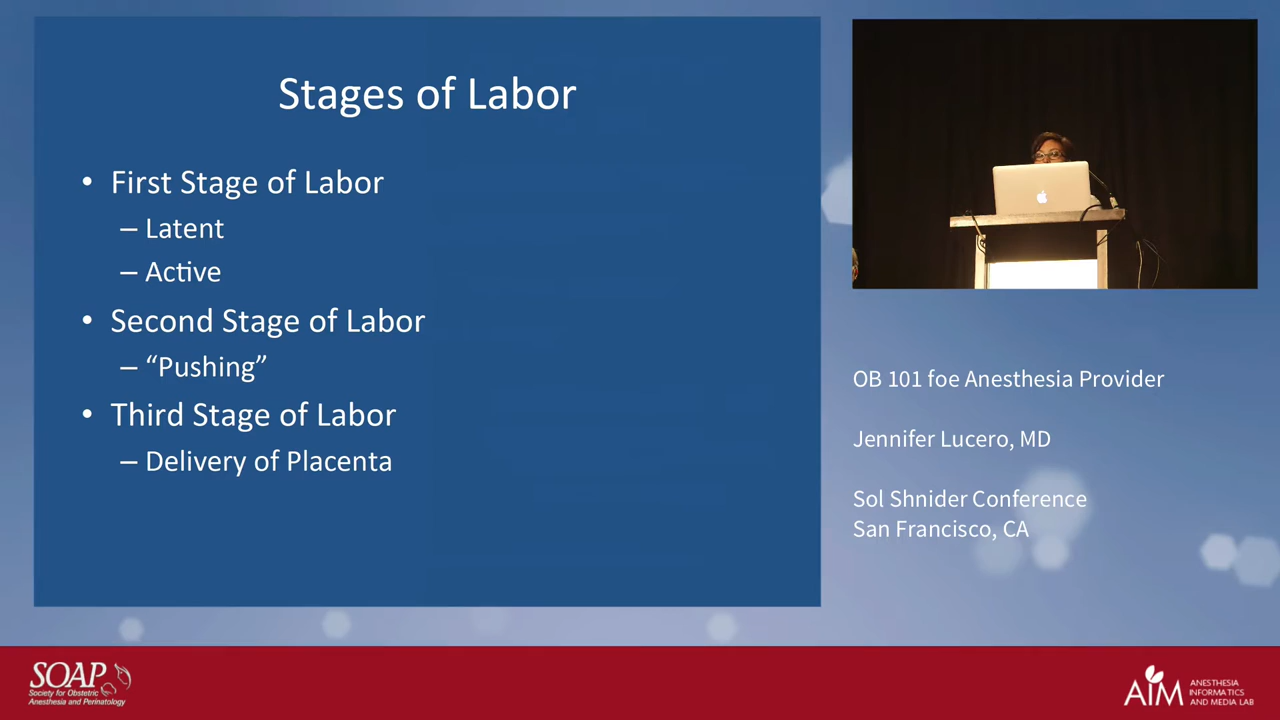 Stages of Labor
• First Stage of Labor
– Latent
– Active
• Second Stage of Labor
– “Pushing”
• Third Stage of Labor
– Delivery of Placenta
OB 101 foe Anesthesia Provider
Jennifer Lucero, MD
Sol Shnider Conference
San Francisco, CA
SOAP
Society for Obstetric
Anesthesia and Perinatology
AIM
ANESTHESIA
INFORMATICS
AND MEDIA LAB